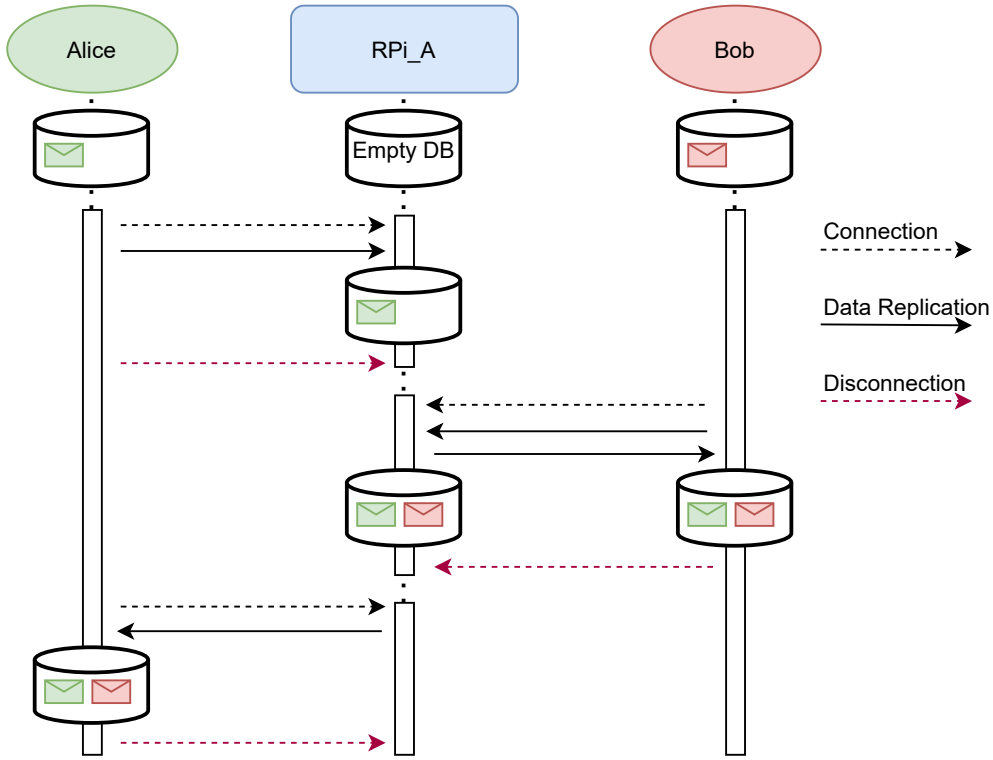 Alice
RPi_A
Bob
Empty DB
Connection
Data Replication
Disconnection